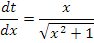 dt/dx = x/√(x² + 1)